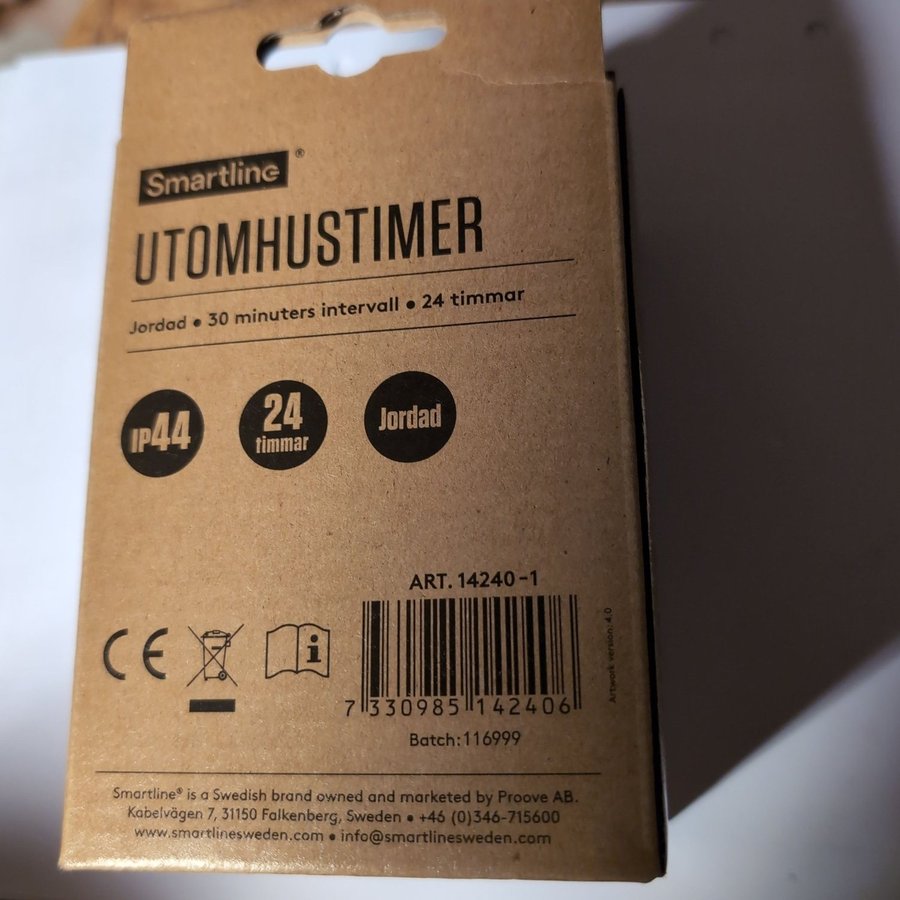 Smartline®
UTOMHUSTIMER
Jordad • 30 minuters intervall • 24 timmar
IP44
24
timmar
Jordad
ART. 14240-1
CE
i
7 330985 142406
Artwork version: 4.0
Batch:116999
Smartline® is a Swedish brand owned and marketed by Proove AB.
Kabelvägen 7, 31150 Falkenberg, Sweden • +46 (0)346-715600
www.smartlinesweden.com • info@smartlinesweden.com